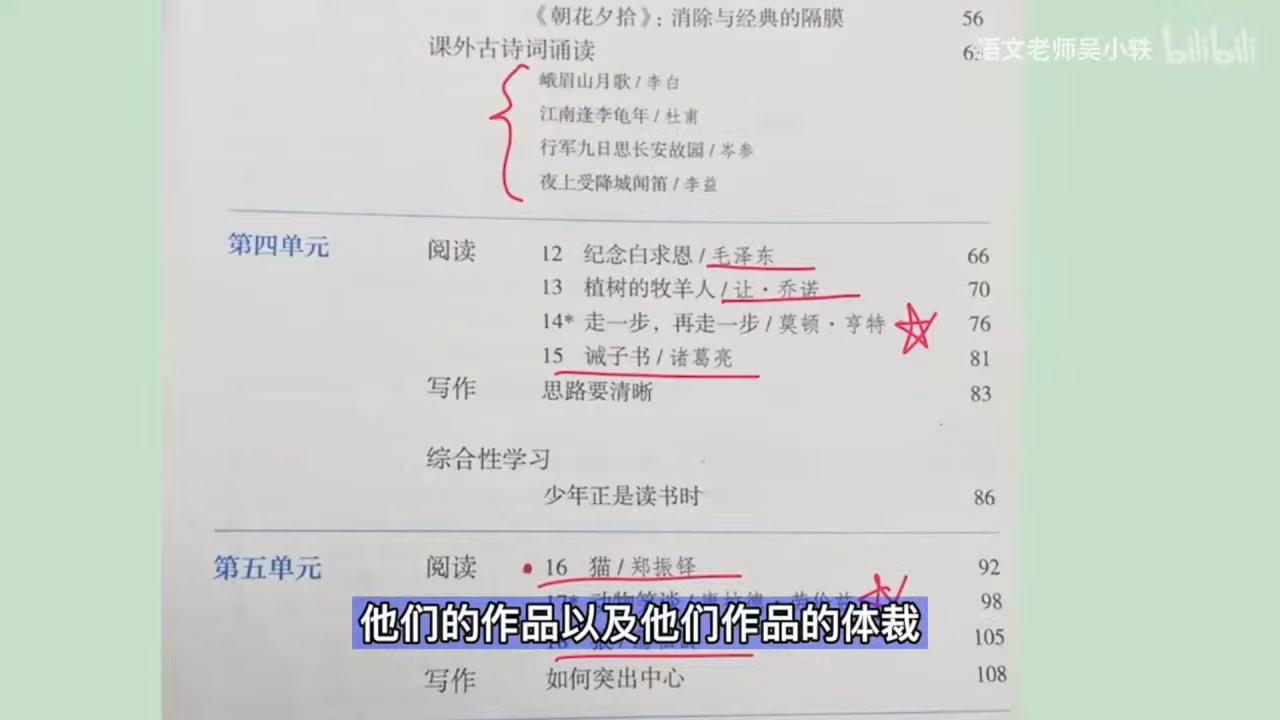 《朝花夕拾》：消除与经典的隔膜 56
课外古诗词诵读 6
语文老师吴小轶 bilibili
峨眉山月歌 / 李白
江南逢李龟年 / 杜甫
行军九日思长安故园 / 岑参
夜上受降城闻笛 / 李益
第四单元 阅读 12 纪念白求恩 / 毛泽东 66
13 植树的牧羊人 / 让·乔诺 70
14* 走一步，再走一步 / 莫顿·亨特 76
15 诫子书 / 诸葛亮 81
写作 思路要清晰 83
综合性学习
少年正是读书时 86
第五单元 阅读 16 猫 / 郑振铎 92
17* 动物笑谈 / 98
他们的作品以及他们作品的体裁
105
写作 如何突出中心 108